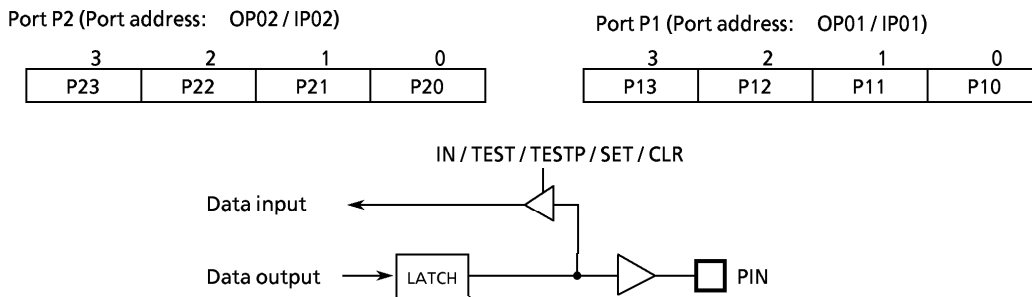 Port P2 (Port address: OP02 / IP02)
3 2 1 0
P23 P22 P21 P20
Port P1 (Port address: OP01 / IP01)
3 2 1 0
P13 P12 P11 P10
IN / TEST / TESTP / SET / CLR
Data input
Data output
LATCH
PIN